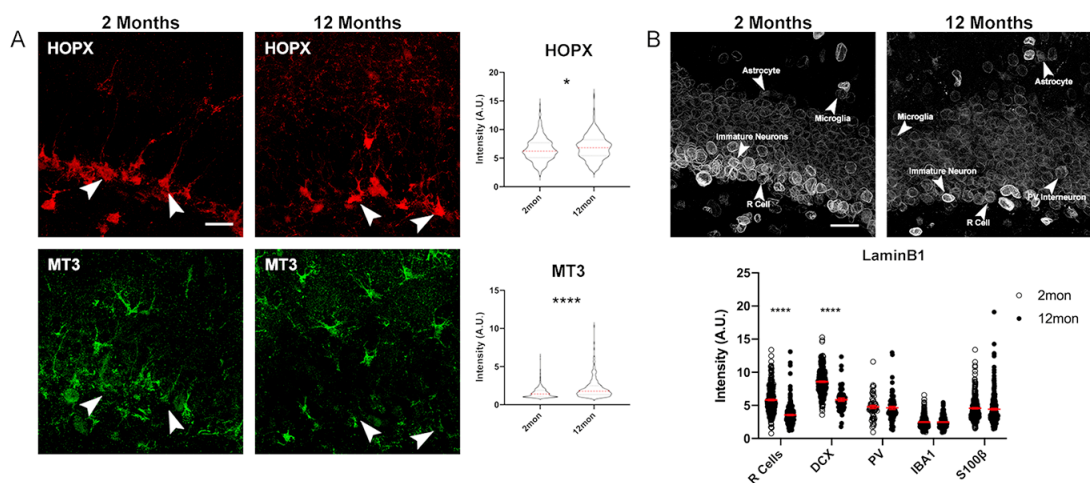 2 Months
12 Months
A
HOPX
HOPX
HOPX
Intensity (A.U.)
20
15
10
5
0
*
2mon
12mon
MT3
MT3
MT3
Intensity (A.U.)
15
10
5
0
****
2mon
12mon
B
2 Months
12 Months
Astrocyte
Microglia
Immature Neurons
R Cell
Astrocyte
Microglia
Immature Neuron
PV Interneuron
R Cell
LaminB1
Intensity (A.U.)
25
20
15
10
5
0
****
****
2mon
12mon
R Cells
DCX
PV
IBA1
S100β